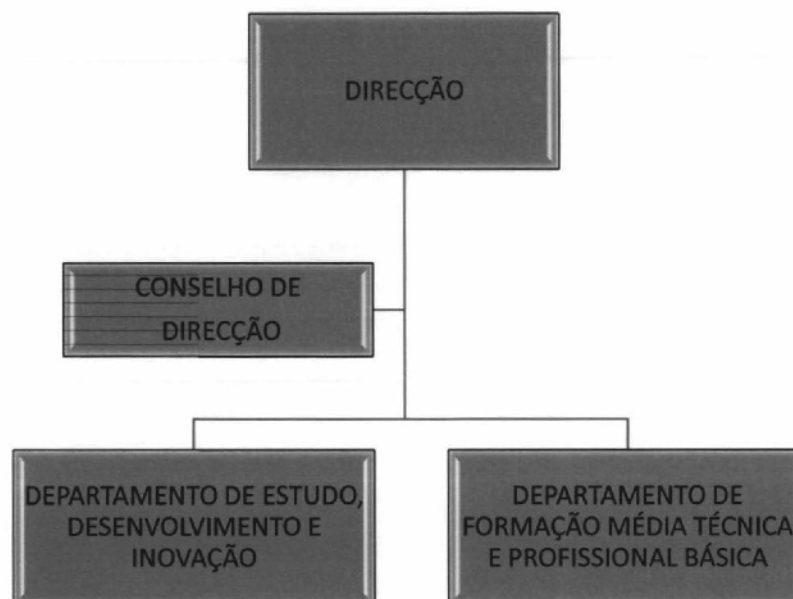 DIRECÇÃO
CONSELHO DE
DIRECÇÃO
DEPARTAMENTO DE ESTUDO,
DESENVOLVIMENTO E
INOVAÇÃO
DEPARTAMENTO DE
FORMAÇÃO MÉDIA TÉCNICA
E PROFISSIONAL BÁSICA